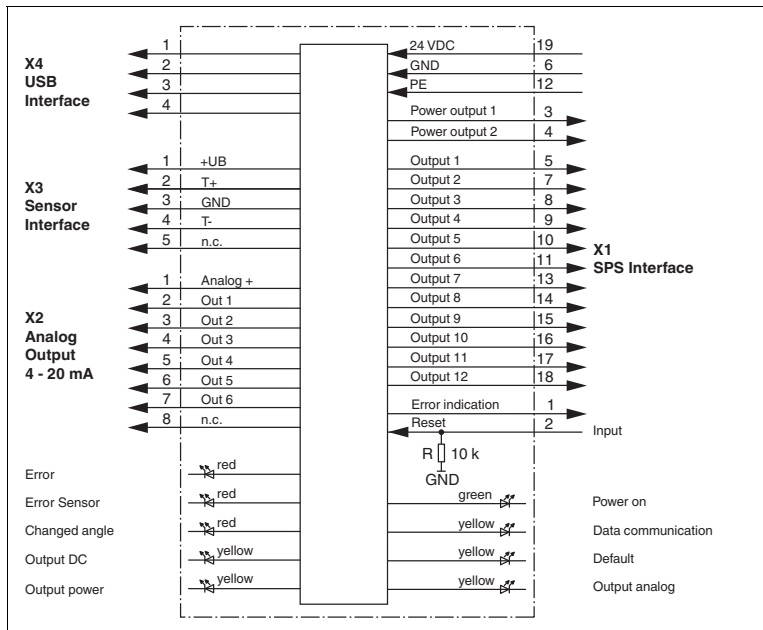 X4
USB
Interface
1
2
3
4
X3
Sensor
Interface
1 +UB
2 T+
3 GND
4 T-
5 n.c.
X2
Analog
Output
4 - 20 mA
1 Analog +
2 Out 1
3 Out 2
4 Out 3
5 Out 4
6 Out 5
7 Out 6
8 n.c.
Error red
Error Sensor red
Changed angle red
Output DC yellow
Output power yellow
24 VDC 19
GND 6
PE 12
Power output 1 3
Power output 2 4
Output 1 5
Output 2 7
Output 3 8
Output 4 9
Output 5 10
Output 6 11
Output 7 13
Output 8 14
Output 9 15
Output 10 16
Output 11 17
Output 12 18
X1
SPS Interface
Error indication 1
Reset 2 Input
R 10 k
GND
green Power on
yellow Data communication
yellow Default
yellow Output analog